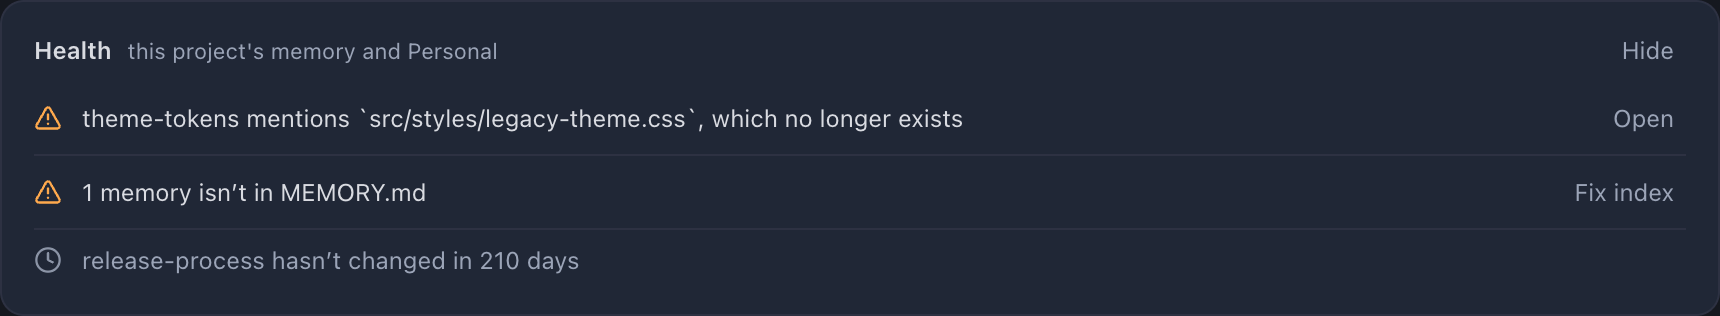 Health this project's memory and Personal Hide
theme-tokens mentions `src/styles/legacy-theme.css`, which no longer exists Open
1 memory isn’t in MEMORY.md Fix index
release-process hasn’t changed in 210 days